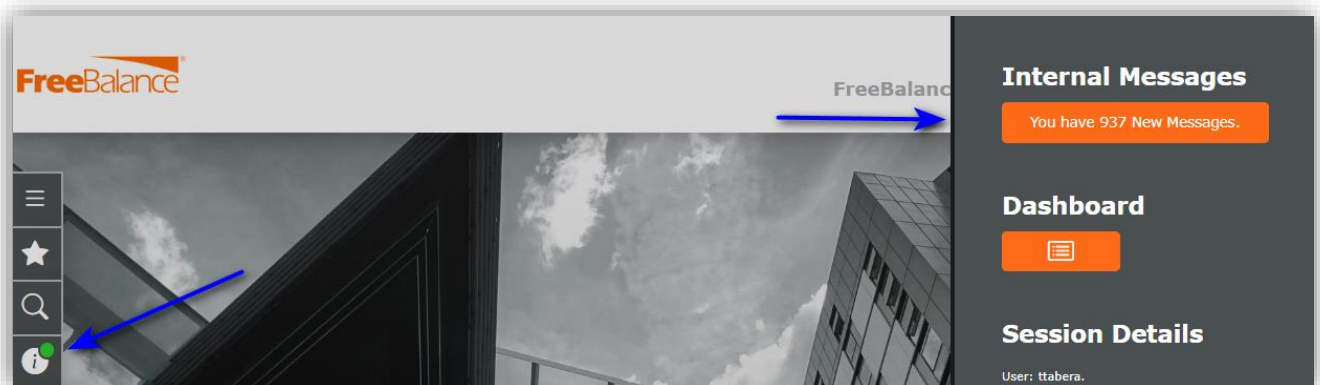 FreeBalance®
FreeBalanc
Internal Messages
You have 937 New Messages.
Dashboard
Session Details
User: ttabera.